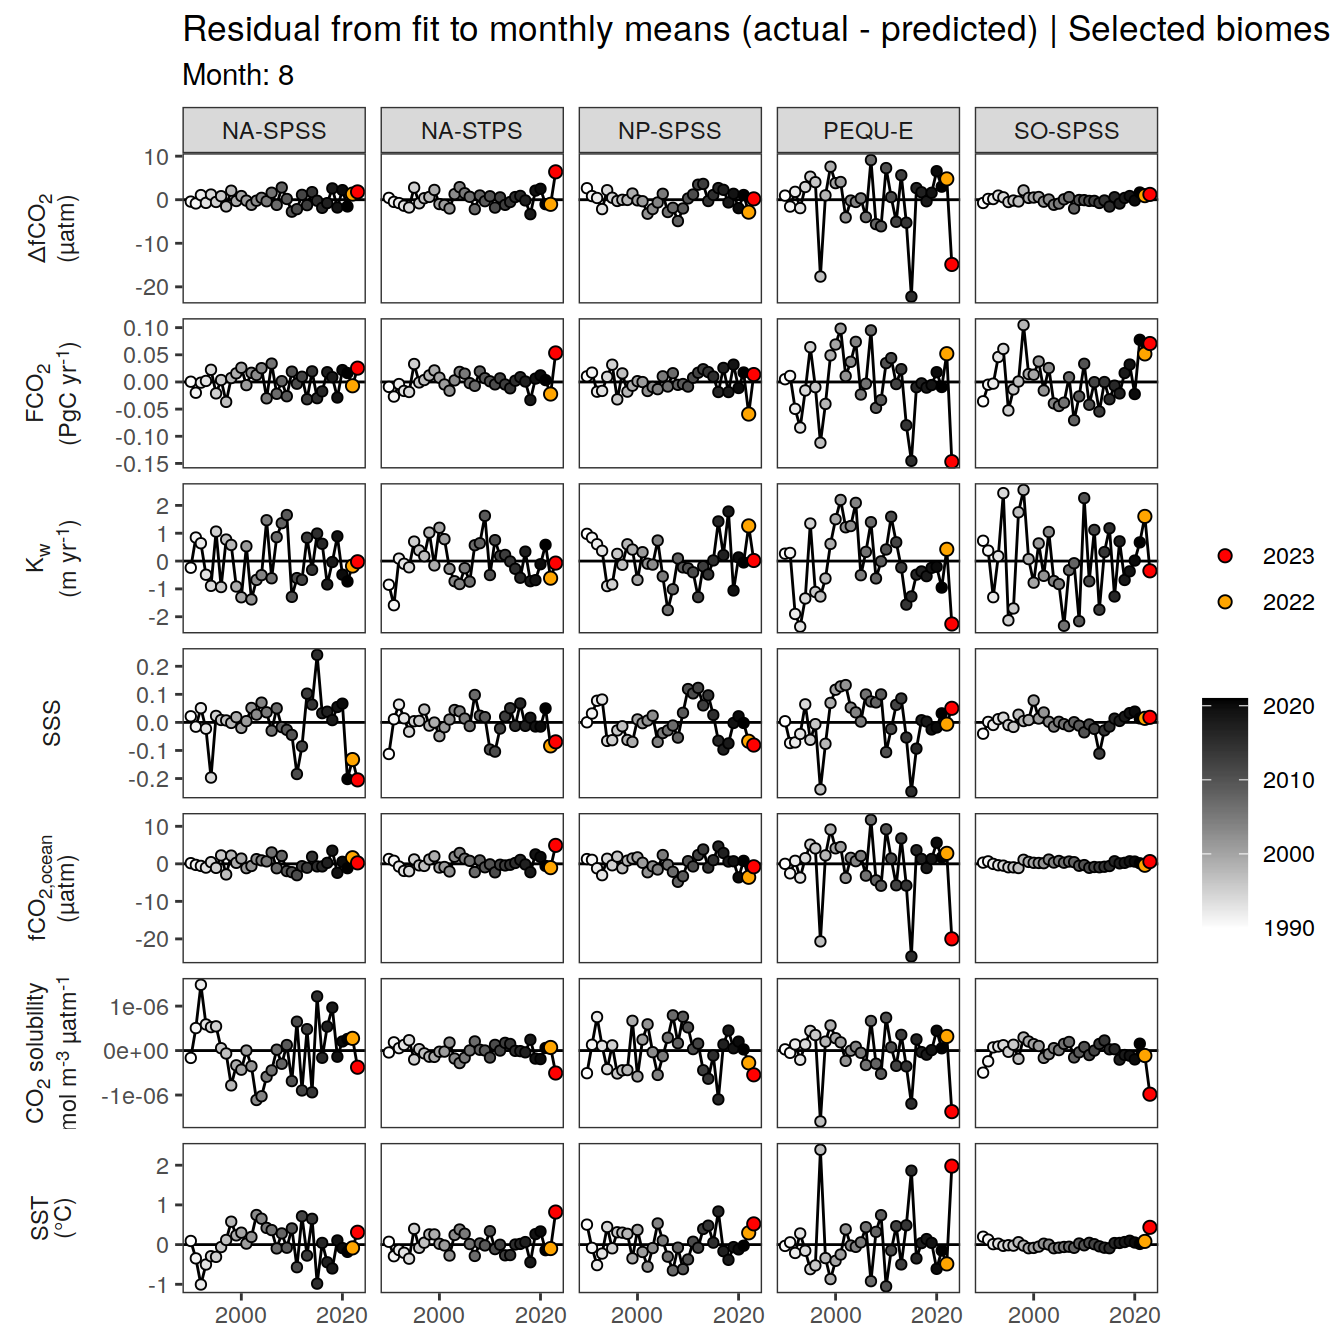 Residual from fit to monthly means (actual - predicted) | Selected biomes
Month: 8
NA-SPSS NA-STPS NP-SPSS PEQU-E SO-SPSS
ΔfCO2
(µatm)
10
0
-10
-20
FCO2
(PgC yr-1)
0.10
0.05
0.00
-0.05
-0.10
-0.15
Kw
(m yr-1)
2
1
0
-1
-2
SSS
0.2
0.1
0.0
-0.1
-0.2
fCO2,ocean
(µatm)
10
0
-10
-20
CO2 solubility
mol m-3 µatm-1
1e-06
0e+00
-1e-06
SST
(°C)
2
1
0
-1
2000 2020 2000 2020 2000 2020 2000 2020 2000 2020
2023
2022
2020
2010
2000
1990